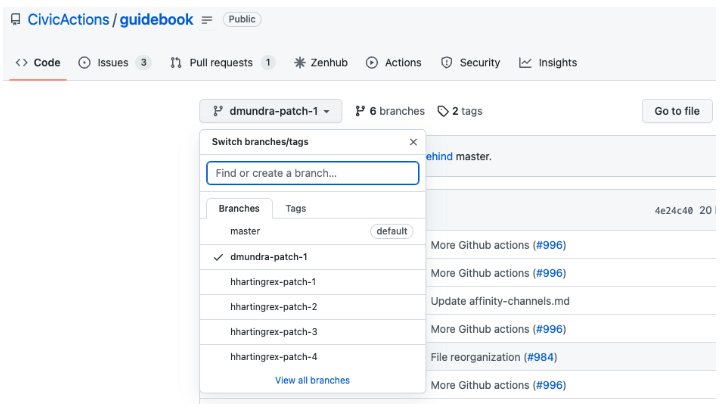 CivicActions / guidebook Public
Code Issues 3 Pull requests 1 Zenhub Actions Security Insights
dmundra-patch-1 6 branches 2 tags Go to file
Switch branches/tags
ehind master.
Find or create a branch...
Branches Tags
4e24c40 20
master default
More Github actions (#996)
dmundra-patch-1
More Github actions (#996)
hhartingrex-patch-1
hhartingrex-patch-2
Update affinity-channels.md
hhartingrex-patch-3
More Github actions (#996)
hhartingrex-patch-4
File reorganization (#984)
View all branches
More Github actions (#996)